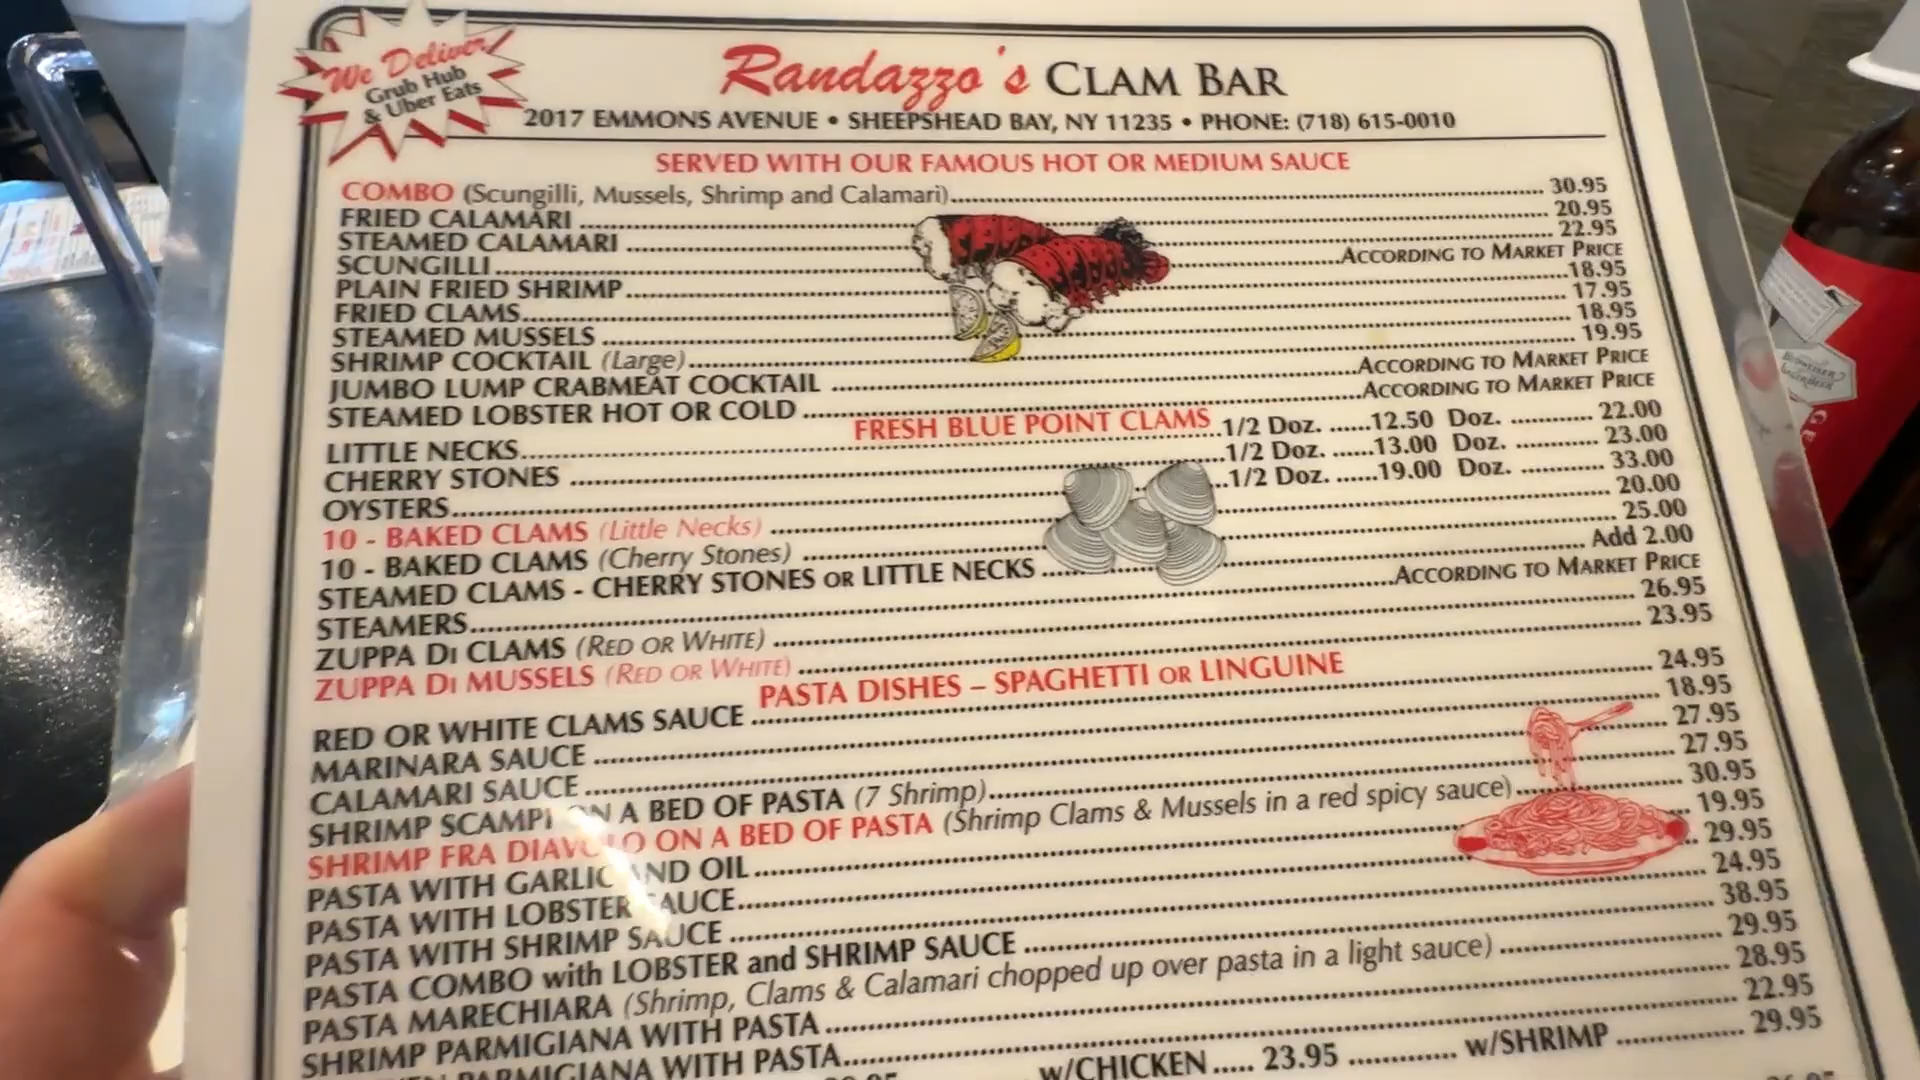 We Deliver
Grub Hub
& Uber Eats
Randazzo's CLAM BAR
2017 EMMONS AVENUE • SHEEPSHEAD BAY, NY 11235 • PHONE: (718) 615-0010
SERVED WITH OUR FAMOUS HOT OR MEDIUM SAUCE
COMBO (Scungilli, Mussels, Shrimp and Calamari) 30.95
FRIED CALAMARI 20.95
STEAMED CALAMARI 22.95
SCUNGILLI ACCORDING TO MARKET PRICE
PLAIN FRIED SHRIMP 18.95
FRIED CLAMS 17.95
STEAMED MUSSELS 18.95
SHRIMP COCKTAIL (Large) 19.95
JUMBO LUMP CRABMEAT COCKTAIL ACCORDING TO MARKET PRICE
STEAMED LOBSTER HOT OR COLD ACCORDING TO MARKET PRICE
FRESH BLUE POINT CLAMS
LITTLE NECKS 1/2 Doz. 12.50 Doz. 22.00
CHERRY STONES 1/2 Doz. 13.00 Doz. 23.00
OYSTERS 1/2 Doz. 19.00 Doz. 33.00
10 - BAKED CLAMS (Little Necks) 20.00
10 - BAKED CLAMS (Cherry Stones) 25.00
STEAMED CLAMS - CHERRY STONES OR LITTLE NECKS Add 2.00
STEAMERS ACCORDING TO MARKET PRICE
ZUPPA Di CLAMS (RED OR WHITE) 26.95
ZUPPA Di MUSSELS (RED OR WHITE) 23.95
PASTA DISHES – SPAGHETTI OR LINGUINE
RED OR WHITE CLAMS SAUCE 24.95
MARINARA SAUCE 18.95
CALAMARI SAUCE 27.95
SHRIMP SCAMPI ON A BED OF PASTA (7 Shrimp) 27.95
SHRIMP FRA DIAVOLO ON A BED OF PASTA (Shrimp Clams & Mussels in a red spicy sauce) 30.95
PASTA WITH GARLIC AND OIL 19.95
PASTA WITH LOBSTER SAUCE 29.95
PASTA WITH SHRIMP SAUCE 24.95
PASTA COMBO with LOBSTER and SHRIMP SAUCE 38.95
PASTA MARECHIARA (Shrimp, Clams & Calamari chopped up over pasta in a light sauce) 29.95
SHRIMP PARMIGIANA WITH PASTA 28.95
PARMIGIANA WITH PASTA 22.95
w/CHICKEN 23.95 w/SHRIMP 29.95